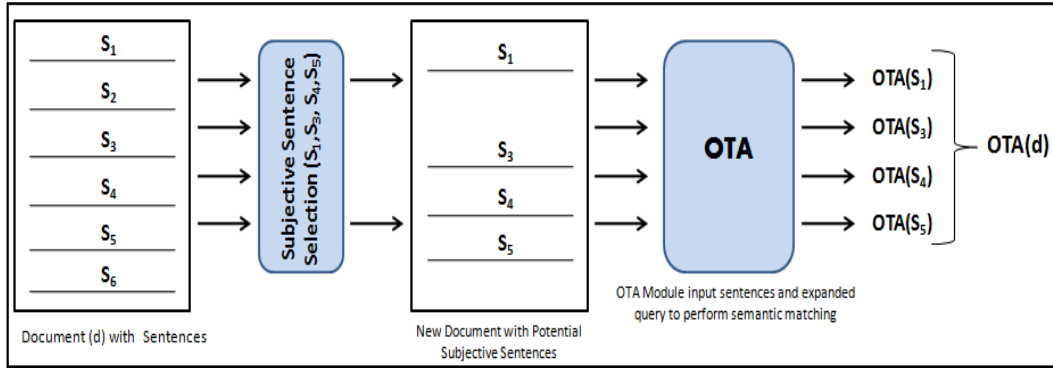 S1
S2
S3
S4
S5
S6
Document (d) with Sentences
Subjective Sentence
Selection (S1,S3, S4,S5)
S1
S3
S4
S5
New Document with Potential
Subjective Sentences
OTA
OTA Module input sentences and expanded
query to perform semantic matching
OTA(S1)
OTA(S3)
OTA(S4)
OTA(S5)
OTA(d)